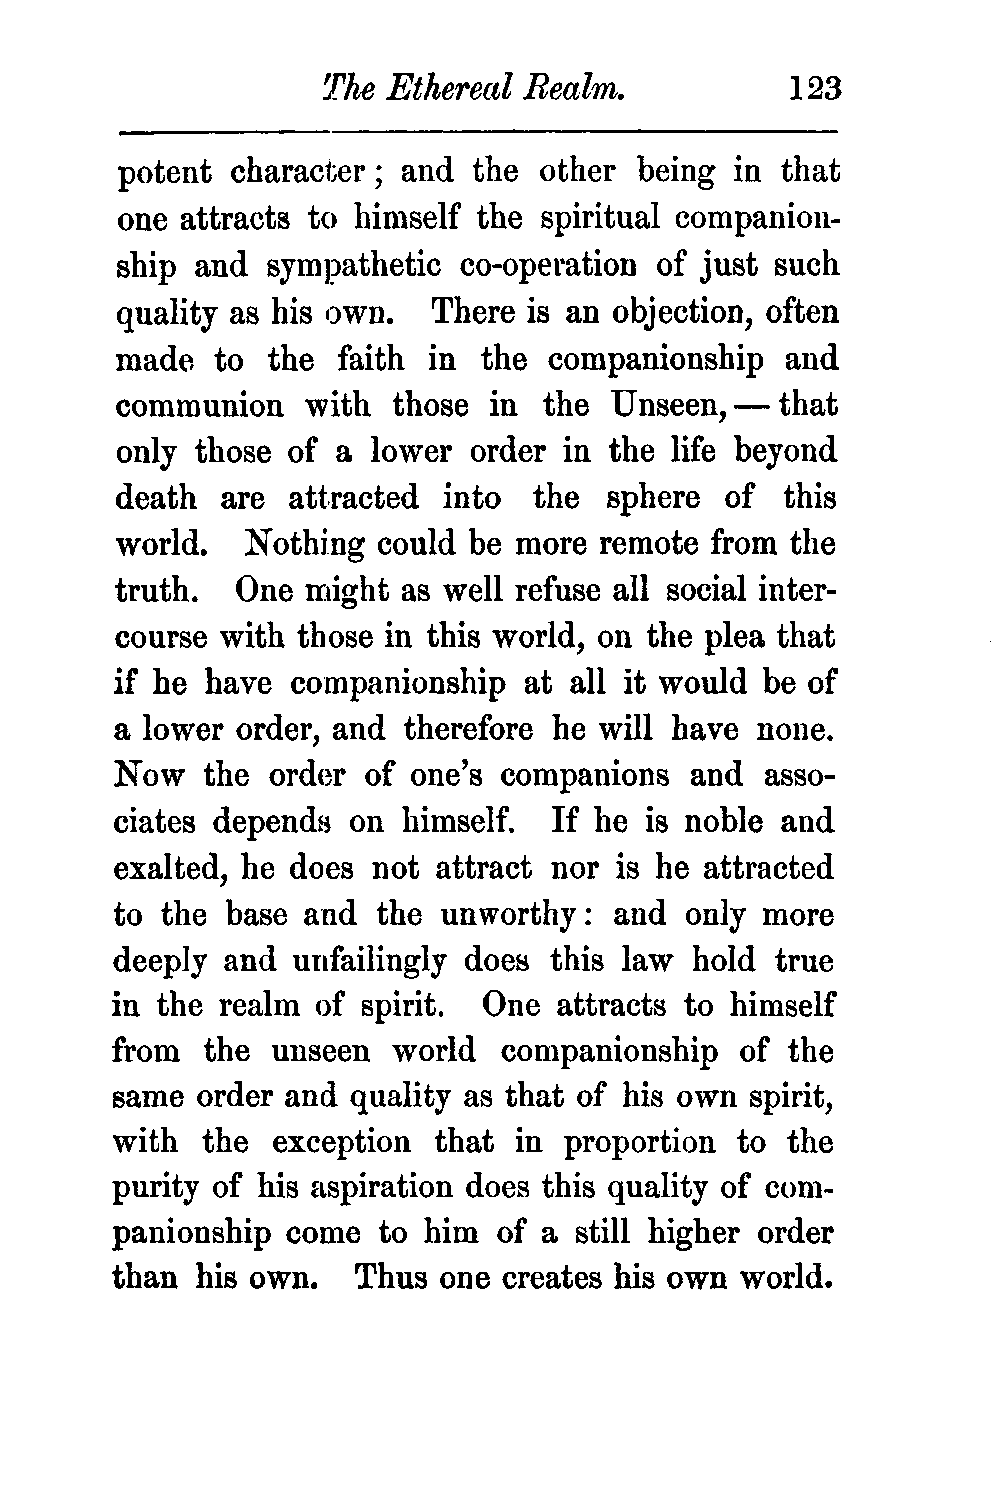 The Ethereal Realm. 123
potent character; and the other being in that
one attracts to himself the spiritual companion-
ship and sympathetic co-operation of just such
quality as his own. There is an objection, often
made to the faith in the companionship and
communion with those in the Unseen, — that
only those of a lower order in the life beyond
death are attracted into the sphere of this
world. Nothing could be more remote from the
truth. One might as well refuse all social inter-
course with those in this world, on the plea that
if he have companionship at all it would be of
a lower order, and therefore he will have none.
Now the order of one's companions and asso-
ciates depends on himself. If he is noble and
exalted, he does not attract nor is he attracted
to the base and the unworthy: and only more
deeply and unfailingly does this law hold true
in the realm of spirit. One attracts to himself
from the unseen world companionship of the
same order and quality as that of his own spirit,
with the exception that in proportion to the
purity of his aspiration does this quality of com-
panionship come to him of a still higher order
than his own. Thus one creates his own world.